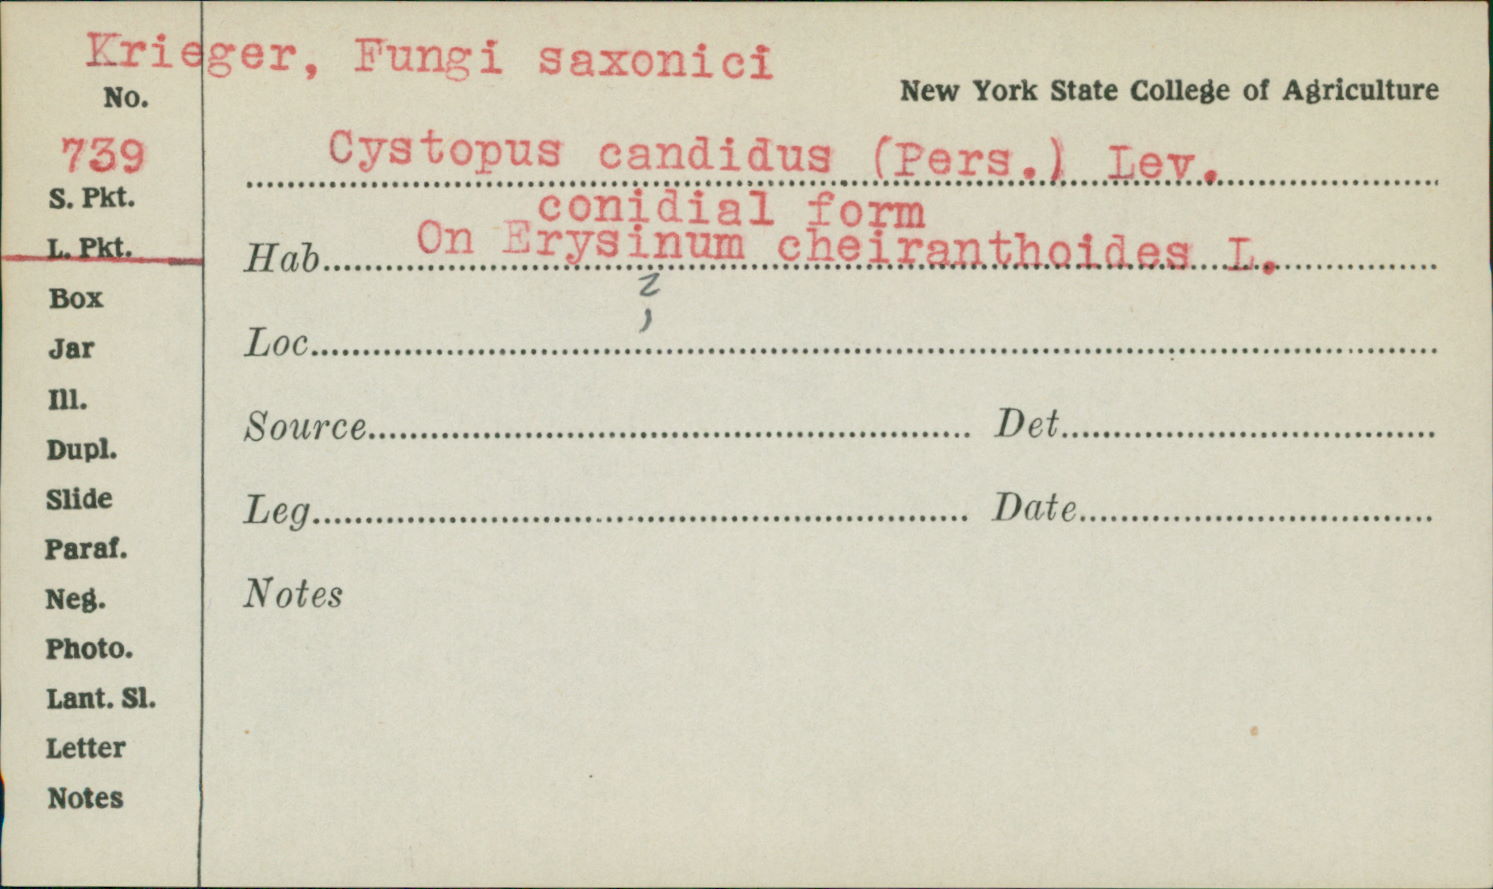 Krieger, Fungi saxonici
No.
New York State College of Agriculture
739
Cystopus candidus (Pers.) Lev.
S. Pkt.
conidial form
L. Pkt.
Hab. On Erysinum cheiranthoides L.
Box
Jar
Loc.
Ill.
Source Det.
Dupl.
Slide
Leg. Date
Paraf.
Neg.
Notes
Photo.
Lant. Sl.
Letter
Notes